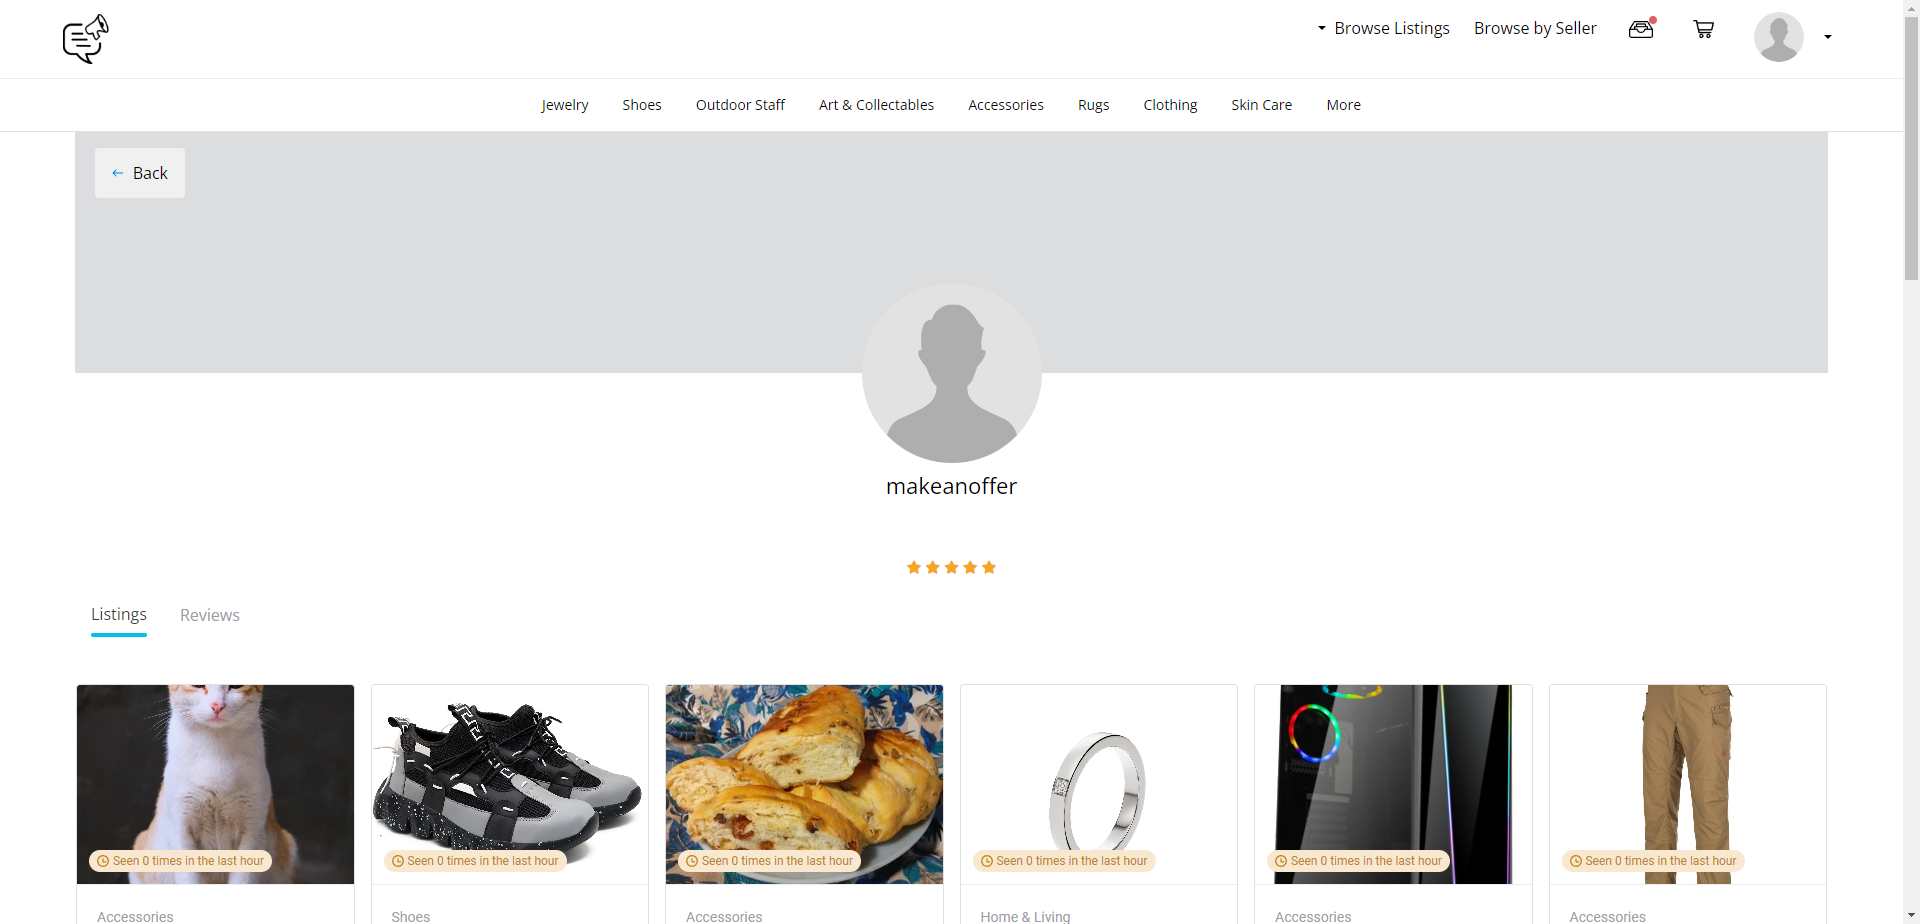 Browse Listings Browse by Seller
Jewelry Shoes Outdoor Staff Art & Collectables Accessories Rugs Clothing Skin Care More
Back
makeanoffer
Listings Reviews
Seen 0 times in the last hour Seen 0 times in the last hour Seen 0 times in the last hour Seen 0 times in the last hour Seen 0 times in the last hour Seen 0 times in the last hour
Accessories Shoes Accessories Home & Living Accessories Accessories